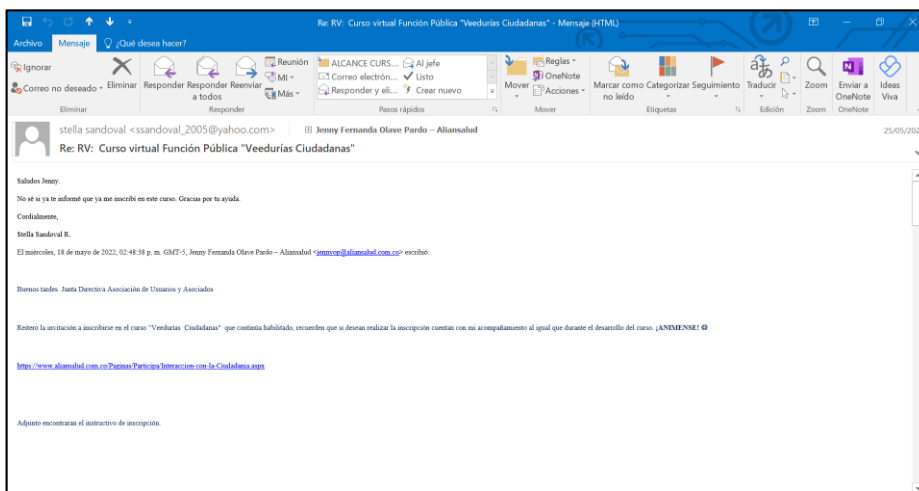 Re: RV: Curso virtual Función Pública "Veedurías Ciudadanas" - Mensaje (HTML)
Archivo Mensaje ¿Qué desea hacer?
Ignorar
Correo no deseado
Eliminar
Responder
Responder a todos
Reenviar
Reunión
MI
Más
ALCANCE CURS...
Correo electrón...
Responder y eli...
Al jefe
Listo
Crear nuevo
Mover
Reglas
OneNote
Acciones
Marcar como no leído
Categorizar
Seguimiento
Traducir
Zoom
Enviar a OneNote
Ideas Viva
Eliminar Responder Pasos rápidos Mover Etiquetas Edición Zoom OneNote
stella sandoval <ssandoval_2005@yahoo.com> Jenny Fernanda Olave Pardo – Aliansalud
25/05/202
Re: RV: Curso virtual Función Pública "Veedurías Ciudadanas"
Saludos Jenny.
No sé si ya te informé que ya me inscribí en este curso. Gracias por tu ayuda.
Cordialmente,
Stella Sandoval R.
El miércoles, 18 de mayo de 2022, 02:48:38 p. m. GMT-5, Jenny Fernanda Olave Pardo – Aliansalud <jennyop@aliansalud.com.co> escribió:
Buenos tardes Junta Directiva Asociación de Usuarios y Asociados
Reitero la invitación a inscribirse en el curso "Veedurías Ciudadanas" que continúa habilitado, recuerden que si desean realizar la inscripción cuentan con mi acompañamiento al igual que durante el desarrollo del curso. ¡ANIMENSE! 😃
https://www.aliansalud.com.co/Paginas/Participa/Interaccion-con-la-Ciudadania.aspx
Adjunto encontraran el instructivo de inscripción.